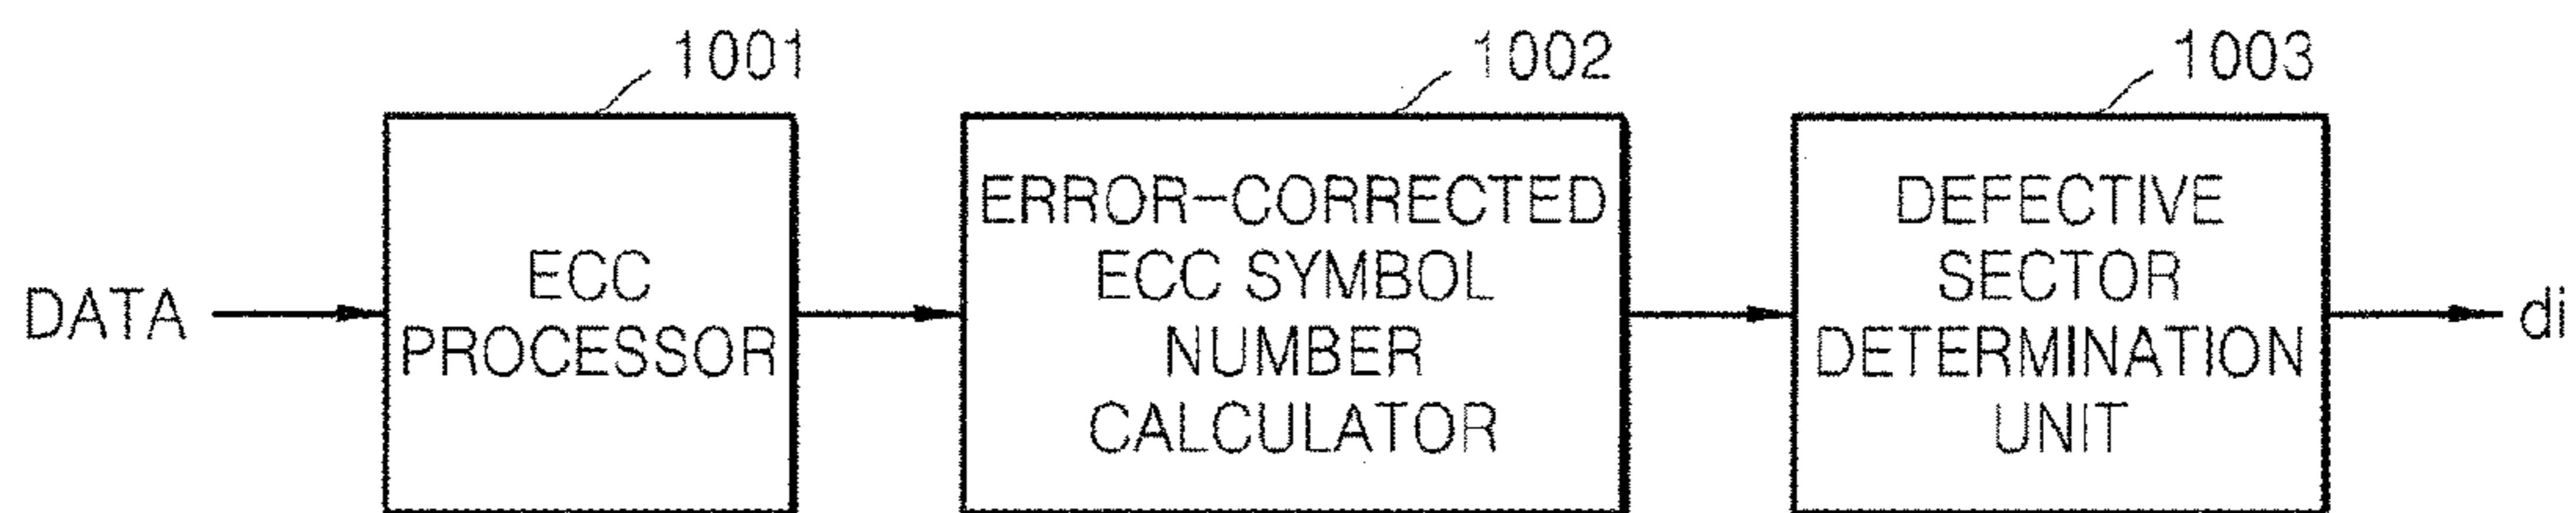 1001
1002
1003
DATA
ECC
PROCESSOR
ERROR-CORRECTED
ECC SYMBOL
NUMBER
CALCULATOR
DEFECTIVE
SECTOR
DETERMINATION
UNIT
di